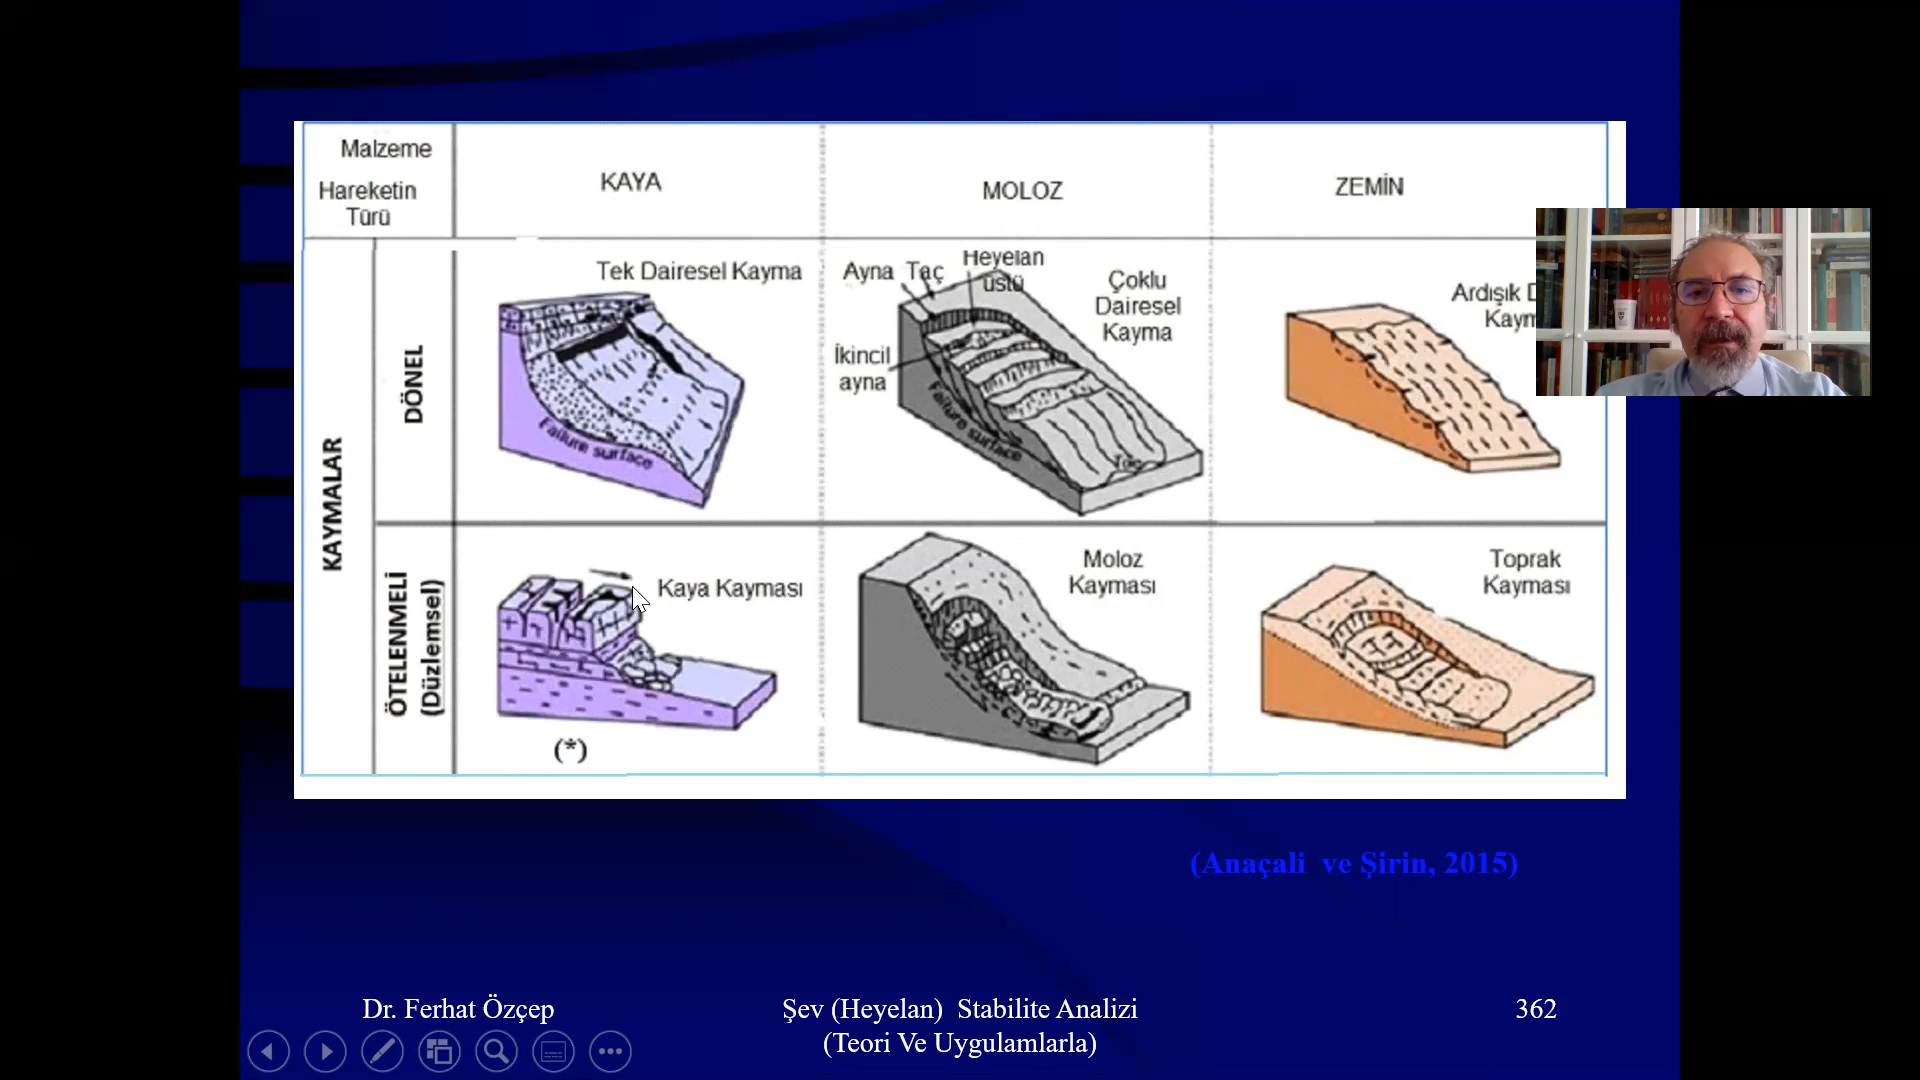 Malzeme
Hareketin
Türü
KAYA
MOLOZ
ZEMİN
KAYMALAR
DÖNEL
Tek Dairesel Kayma
Failure surface
Ayna Taç
Heyelan
üstü
Çoklu
Dairesel
Kayma
İkincil
ayna
Failure surface
Ardışık
ÖTELENMELİ
(Düzlemsel)
Kaya Kayması
(*)
Moloz
Kayması
Toprak
Kayması
(Anaçali ve Şirin, 2015)
Dr. Ferhat Özçep
Şev (Heyelan) Stabilite Analizi
(Teori Ve Uygulamlarla)
362